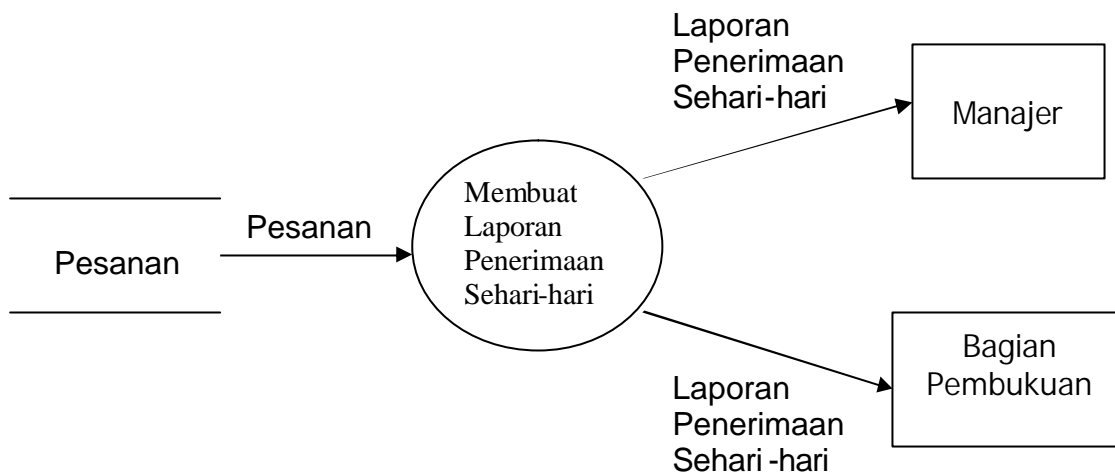 Laporan
Penerimaan
Sehari-hari
Manajer
Membuat
Laporan
Penerimaan
Sehari-hari
Pesanan
Pesanan
Bagian
Pembukuan
Laporan
Penerimaan
Sehari-hari